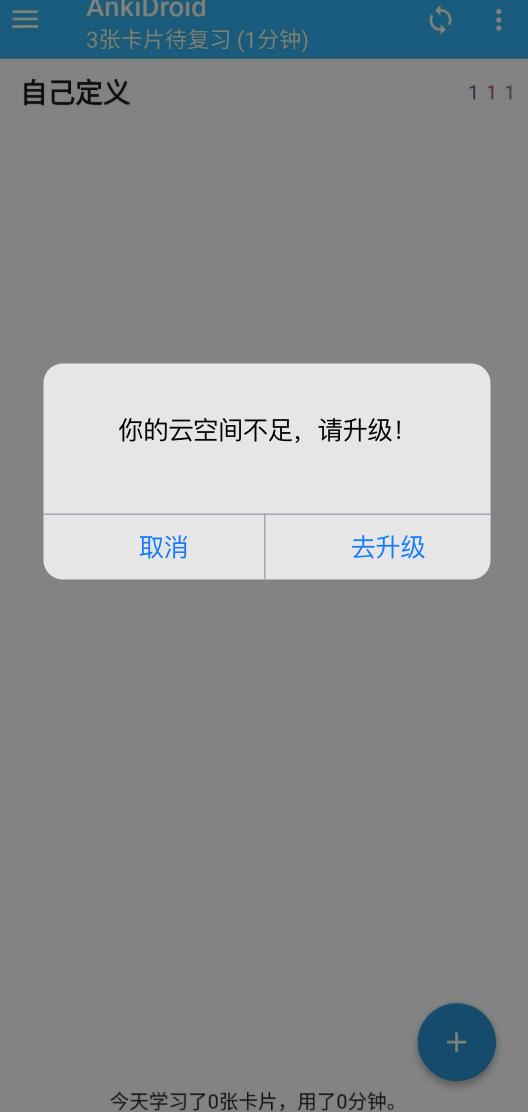 AnkiDroid
3张卡片待复习 (1分钟)
自己定义 1 1 1
你的云空间不足，请升级！
取消 去升级
今天学习了0张卡片，用了0分钟。